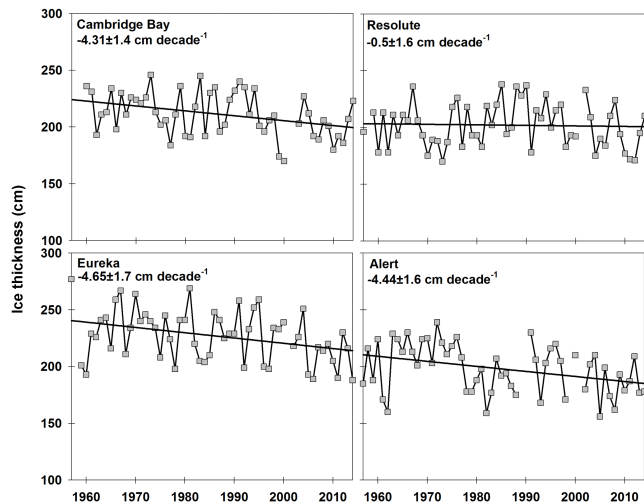 Cambridge Bay
-4.31±1.4 cm decade⁻¹
Resolute
-0.5±1.6 cm decade⁻¹
300
250
200
150
100
Ice thickness (cm)
Eureka
-4.65±1.7 cm decade⁻¹
Alert
-4.44±1.6 cm decade⁻¹
300
250
200
150
100
1960 1970 1980 1990 2000 2010 1960 1970 1980 1990 2000 2010